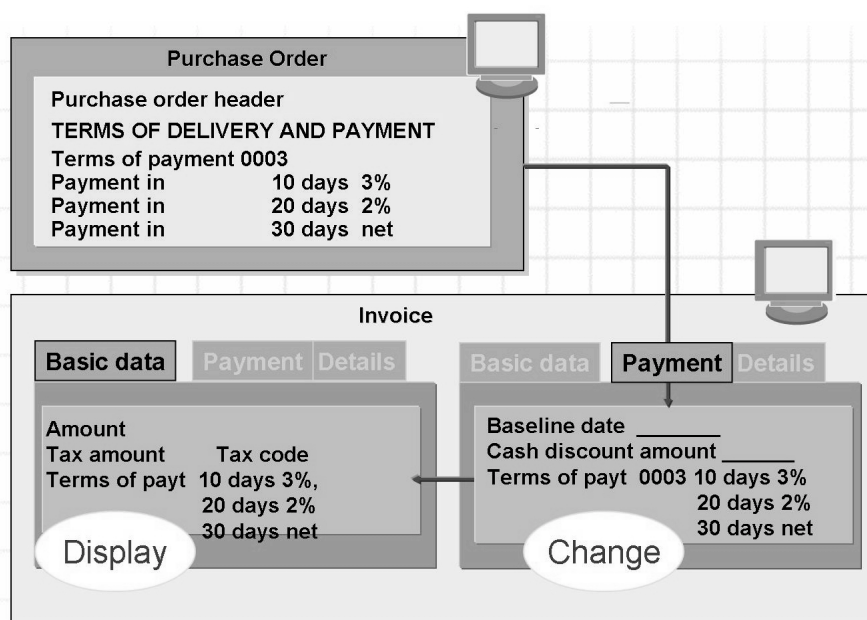 Purchase Order
Purchase order header
TERMS OF DELIVERY AND PAYMENT
Terms of payment 0003
Payment in 10 days 3%
Payment in 20 days 2%
Payment in 30 days net
Invoice
Basic data Payment Details
Amount
Tax amount Tax code
Terms of payt 10 days 3%,
20 days 2%
30 days net
Display
Basic data Payment Details
Baseline date ______
Cash discount amount ______
Terms of payt 0003 10 days 3%
20 days 2%
30 days net
Change